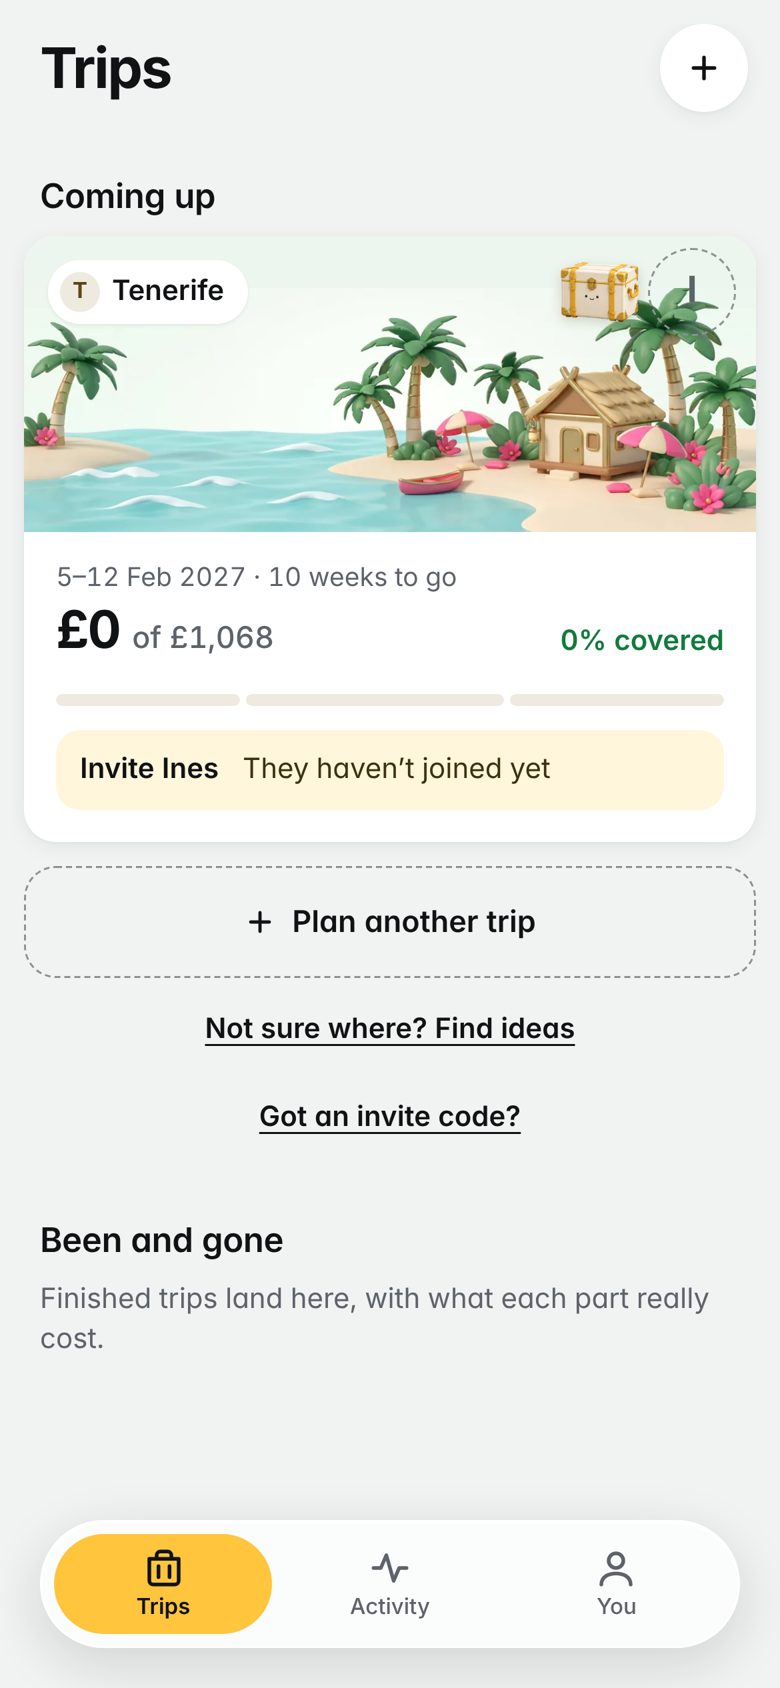 Trips
Coming up
T Tenerife
I
5–12 Feb 2027 · 10 weeks to go
£0 of £1,068
0% covered
Invite Ines They haven’t joined yet
+ Plan another trip
Not sure where? Find ideas
Got an invite code?
Been and gone
Finished trips land here, with what each part really
cost.
Trips
Activity
You